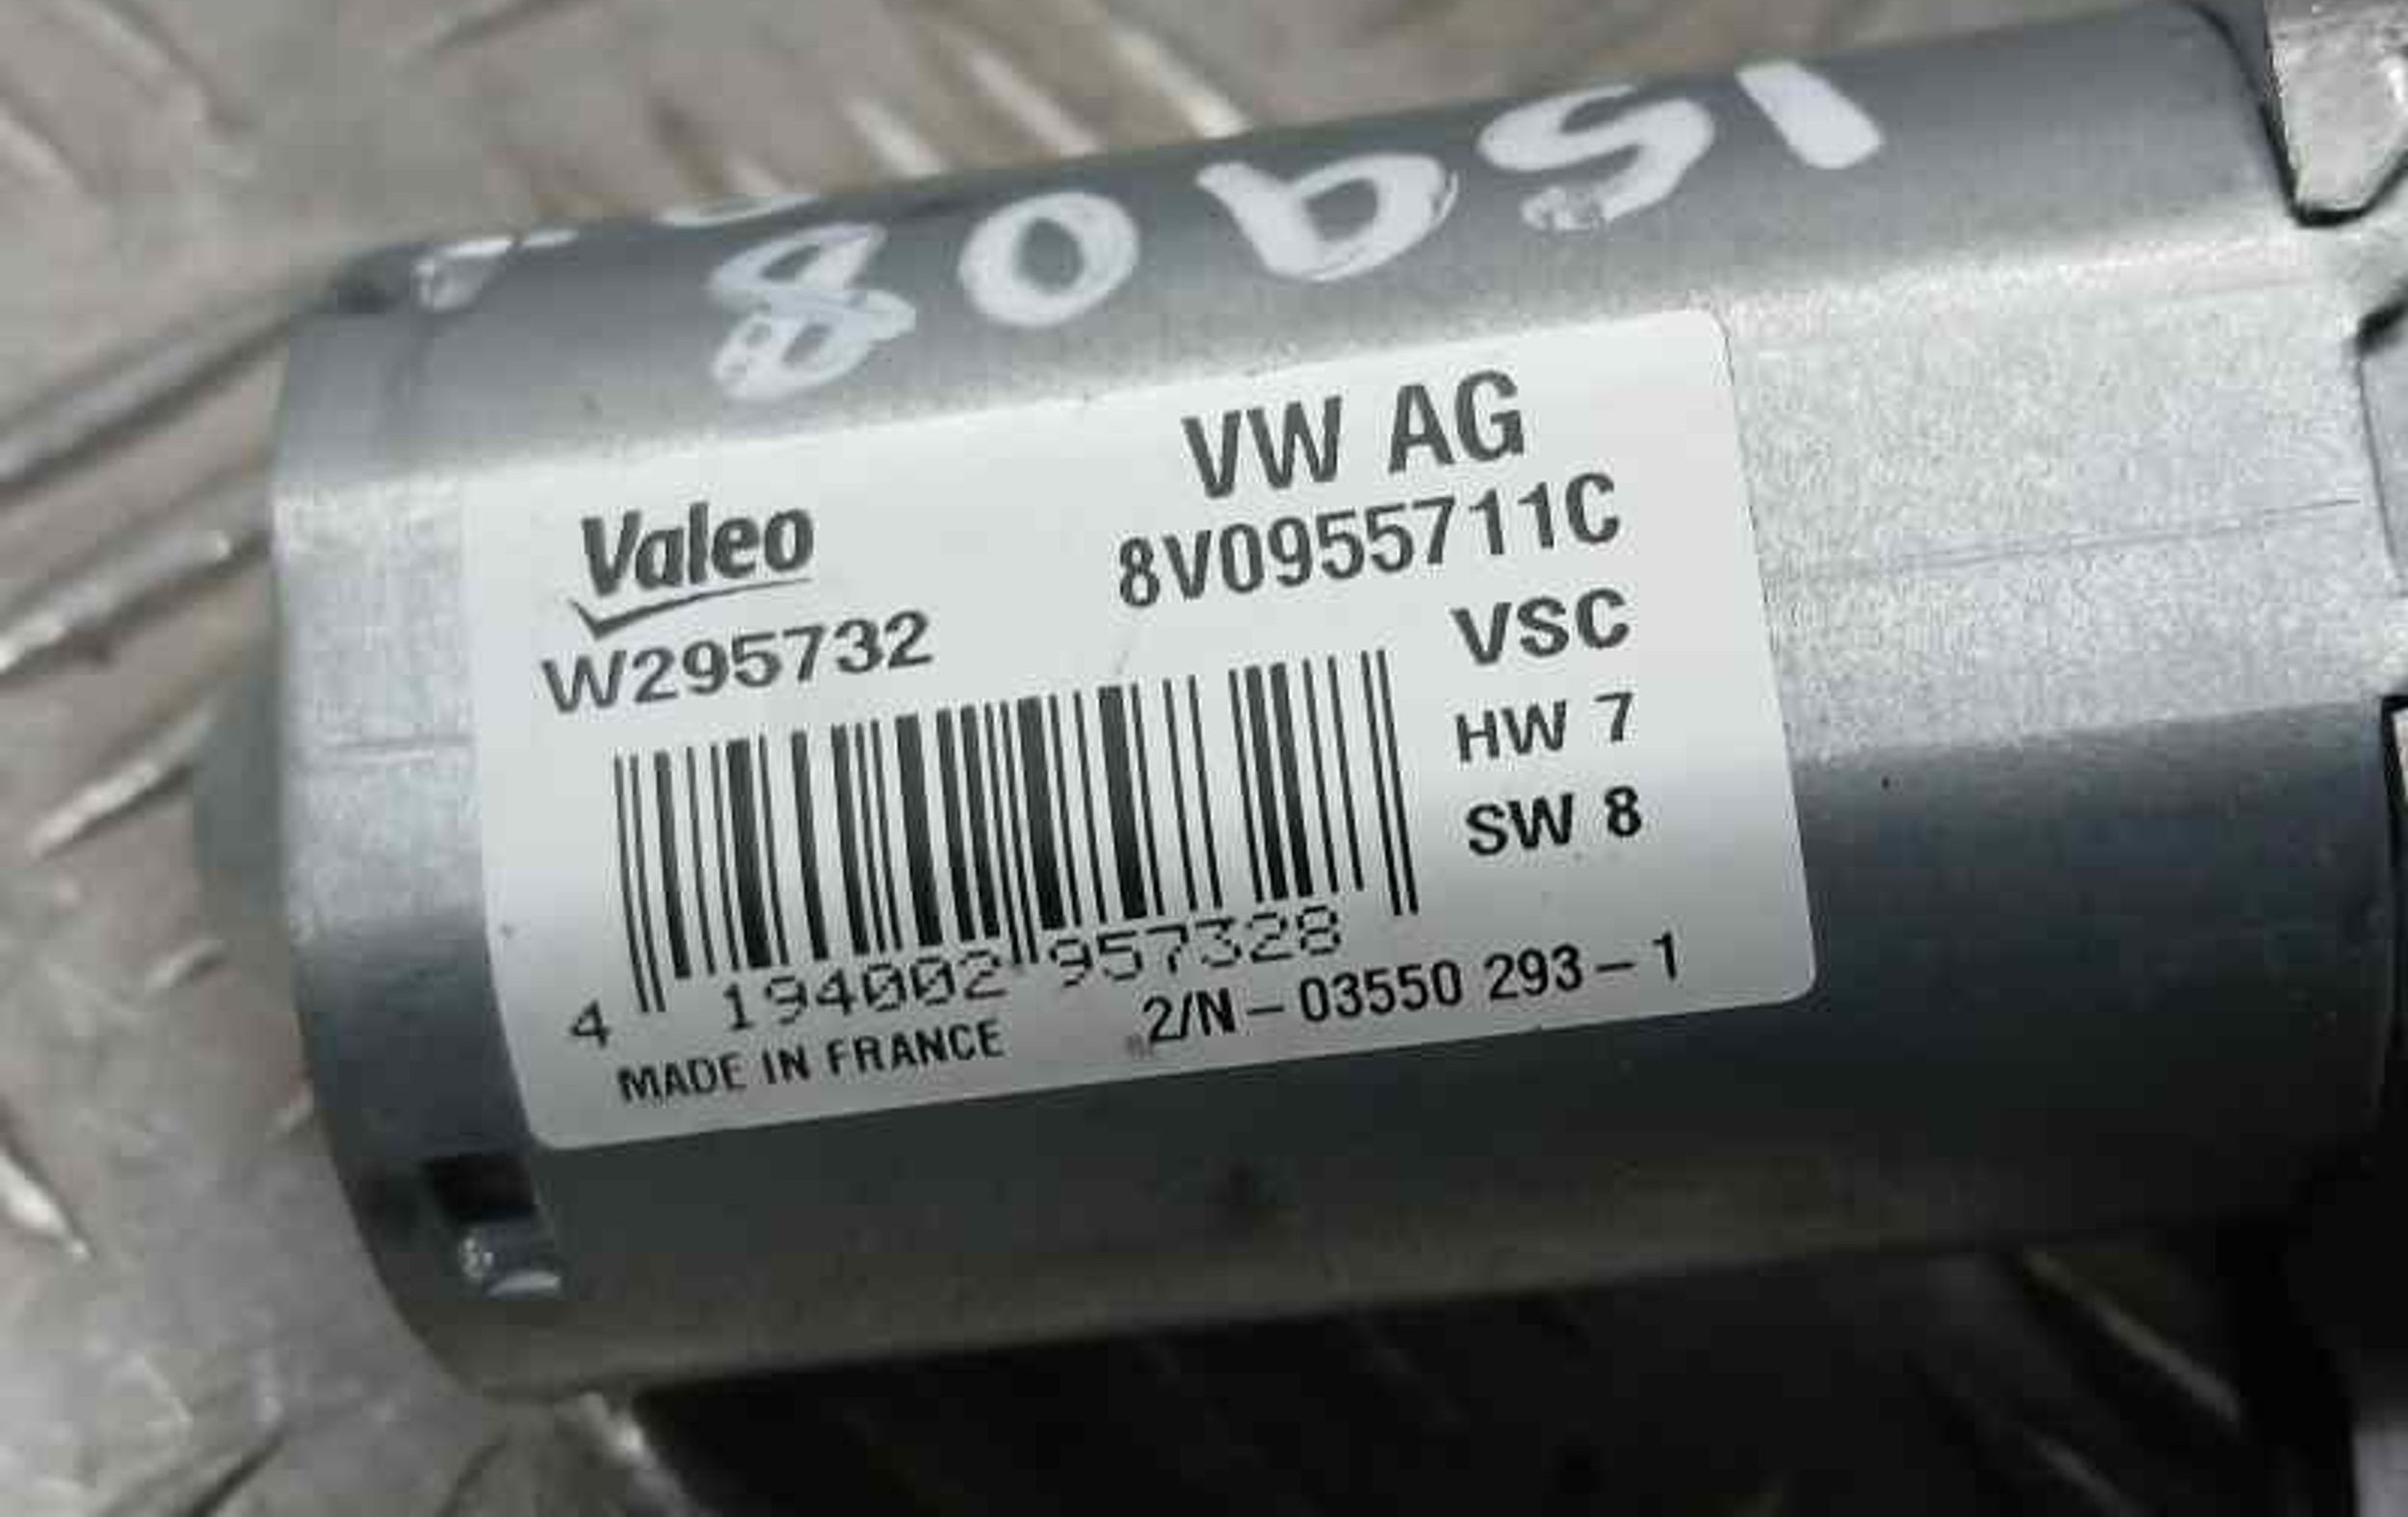 VW AG
Valeo
8V0955711C
W295732
VSC
HW 7
SW 8
4 194002 957328
MADE IN FRANCE
2/N – 03550 293 – 1